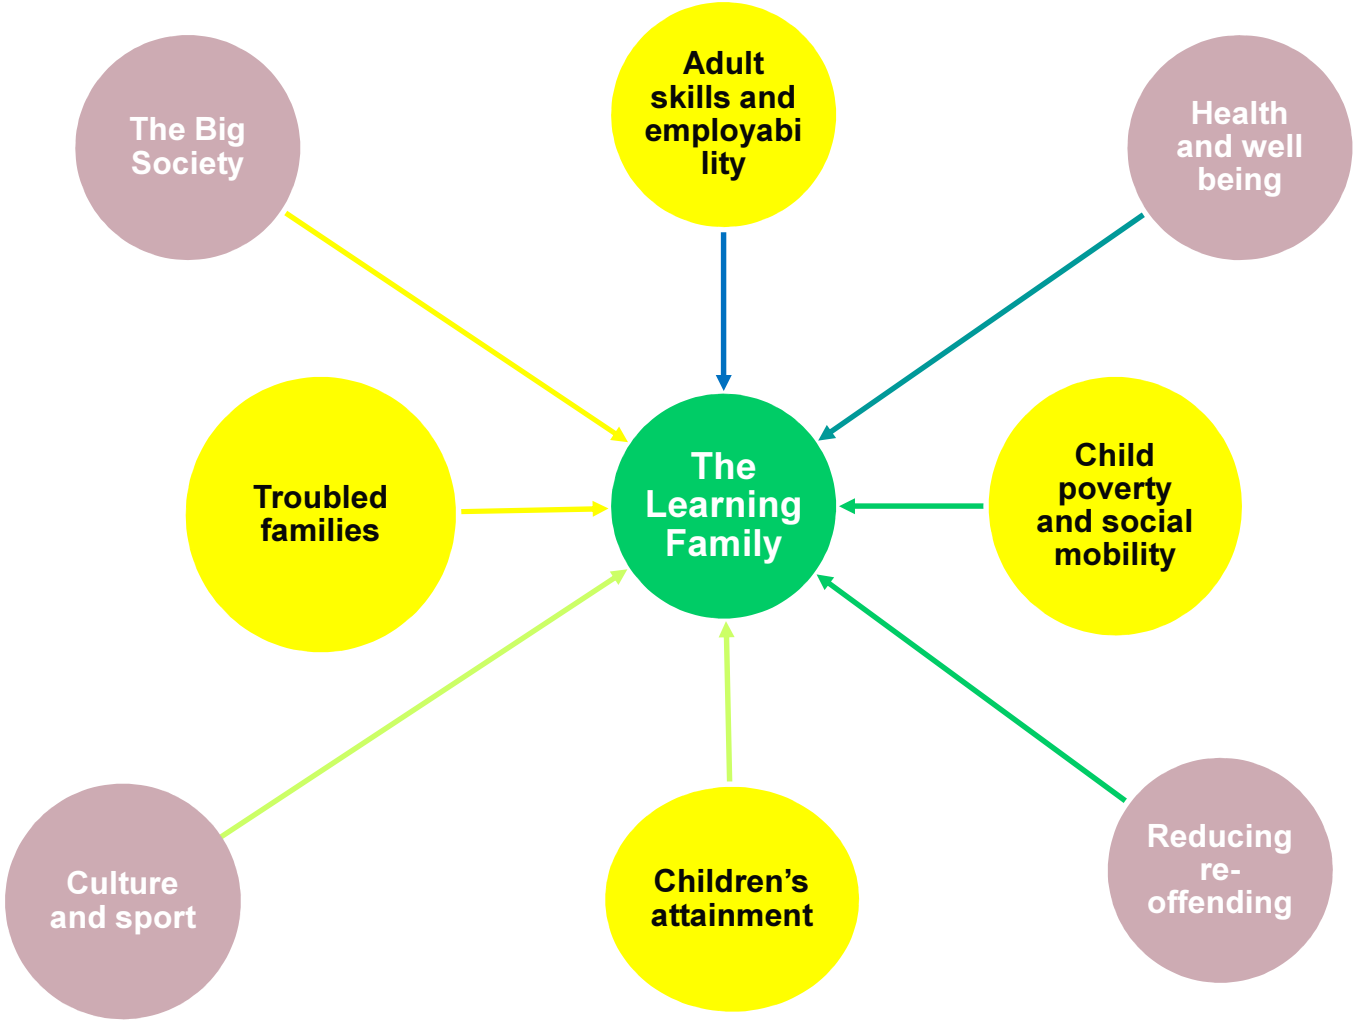 The Big
Society
Adult
skills and
employabi
lity
Health
and well
being
Troubled
families
The
Learning
Family
Child
poverty
and social
mobility
Culture
and sport
Children’s
attainment
Reducing
re-
offending